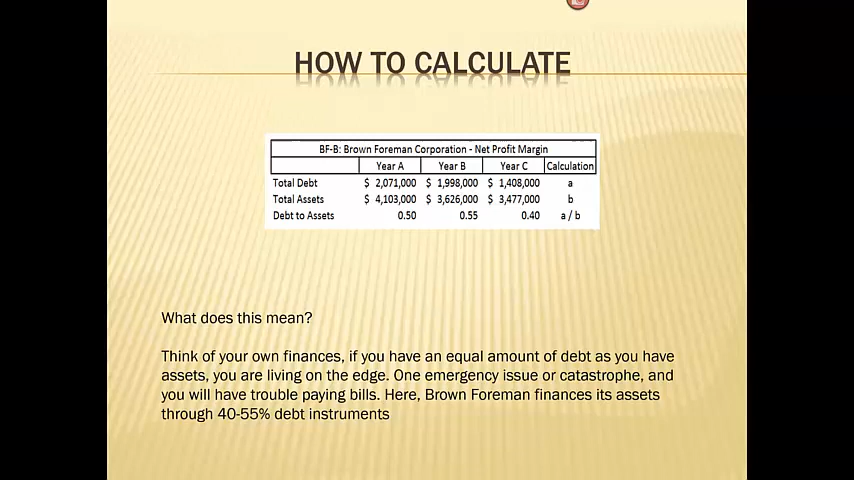 HOW TO CALCULATE
BF-B: Brown Foreman Corporation - Net Profit Margin
Year A Year B Year C Calculation
Total Debt $ 2,071,000 $ 1,998,000 $ 1,408,000 a
Total Assets $ 4,103,000 $ 3,626,000 $ 3,477,000 b
Debt to Assets 0.50 0.55 0.40 a / b
What does this mean?
Think of your own finances, if you have an equal amount of debt as you have
assets, you are living on the edge. One emergency issue or catastrophe, and
you will have trouble paying bills. Here, Brown Foreman finances its assets
through 40-55% debt instruments